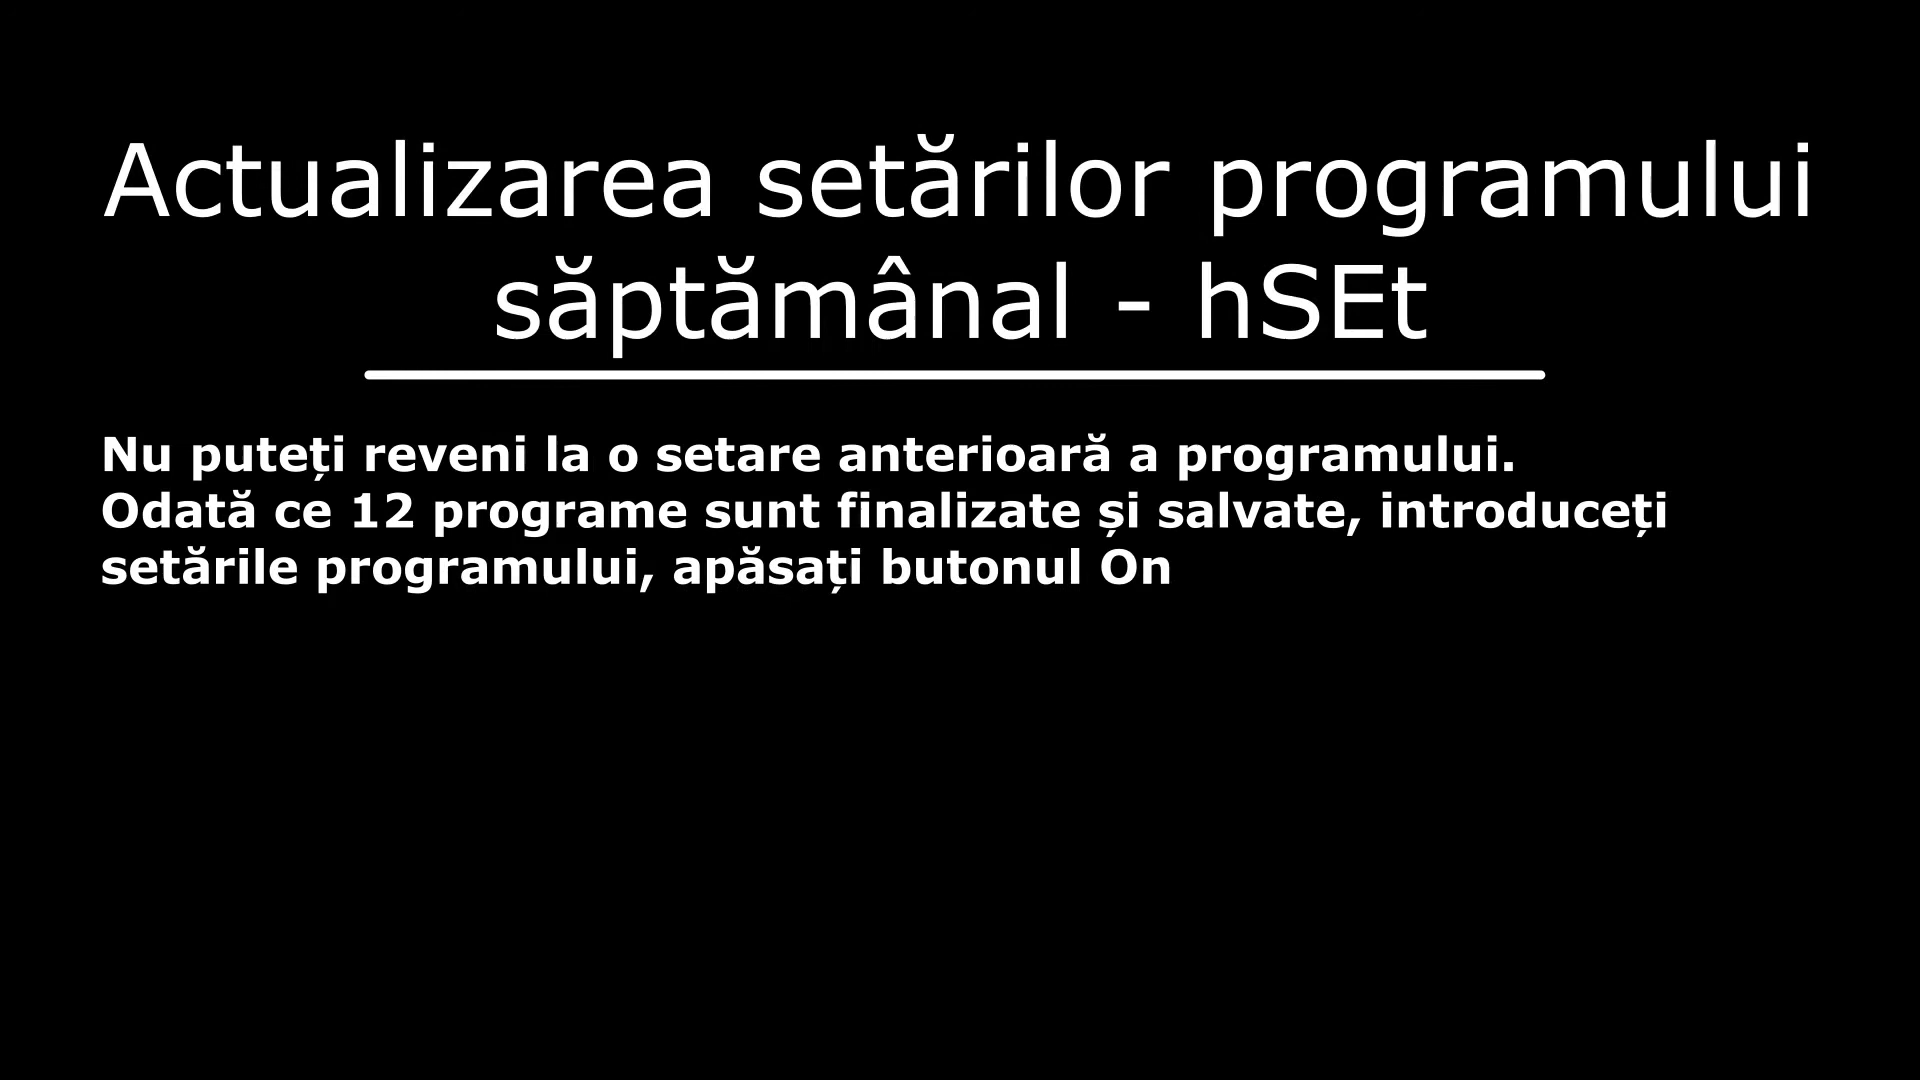 Actualizarea setărilor programului
săptămânal - hSEt
Nu puteți reveni la o setare anterioară a programului.
Odată ce 12 programe sunt finalizate și salvate, introduceți
setările programului, apăsați butonul On